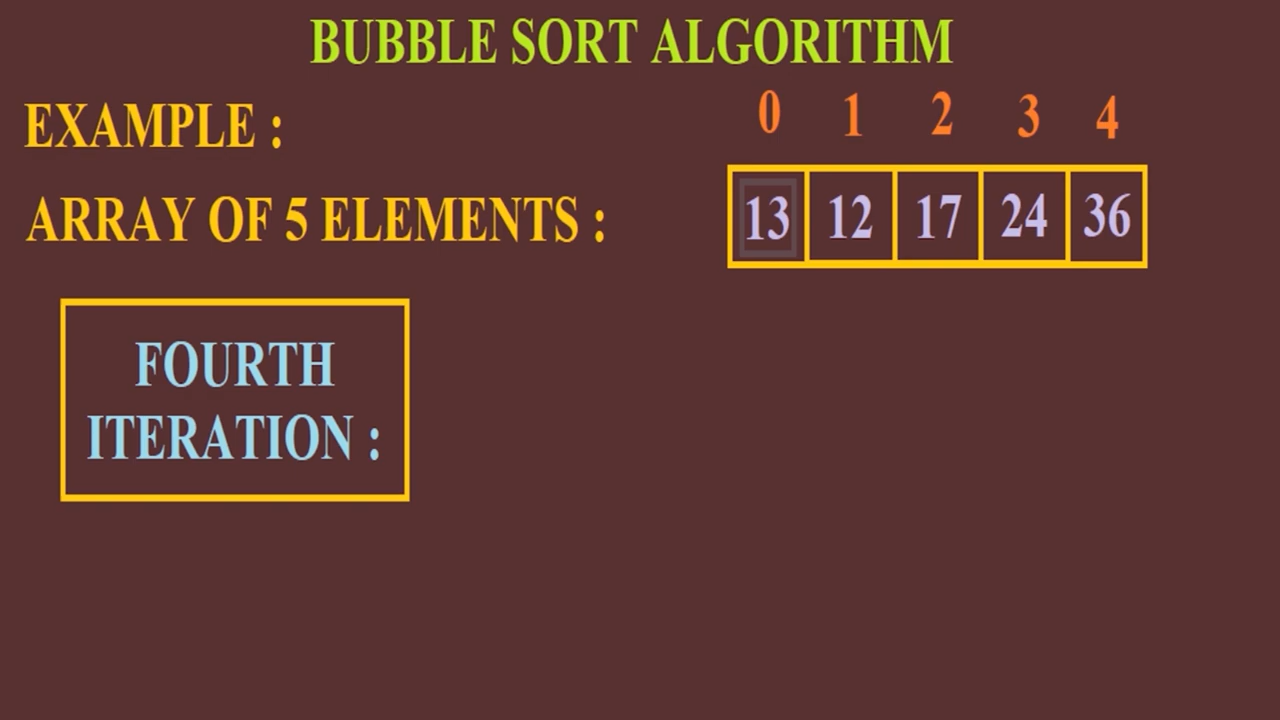 BUBBLE SORT ALGORITHM
EXAMPLE :
0 1 2 3 4
ARRAY OF 5 ELEMENTS :
13 12 17 24 36
FOURTH
ITERATION :